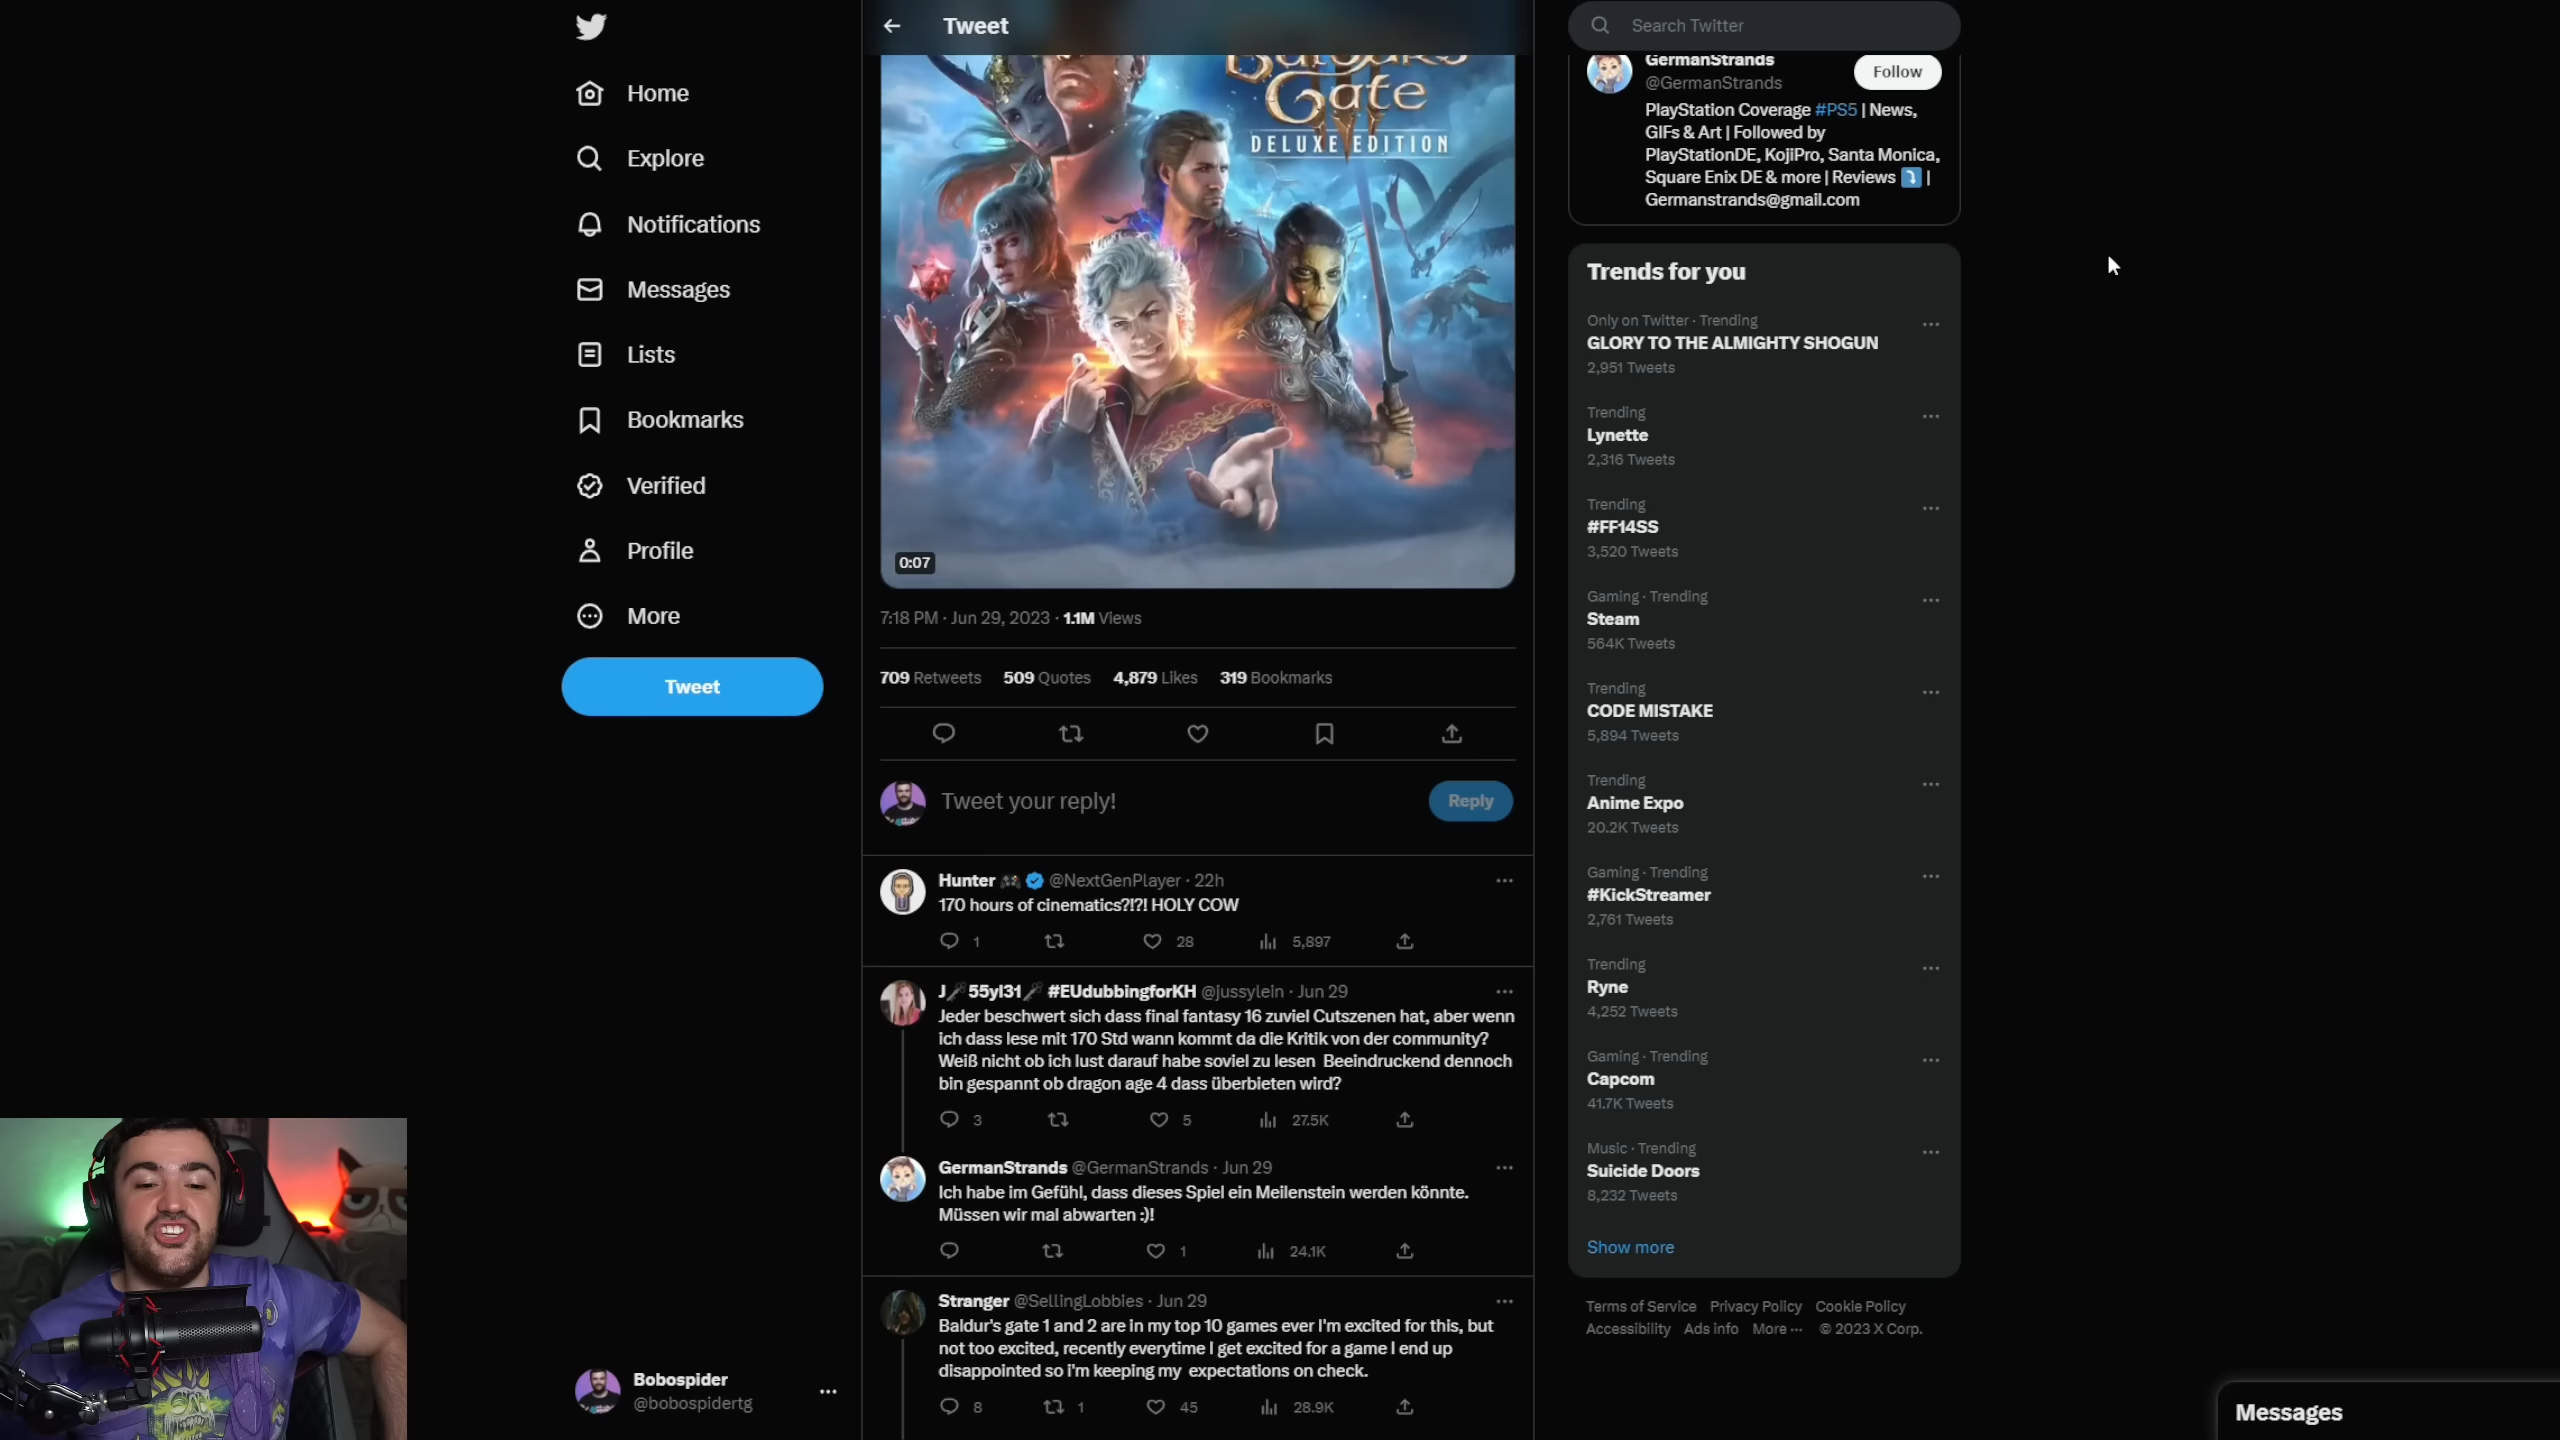 Home
Explore
Notifications
Messages
Lists
Bookmarks
Verified
Profile
More
Tweet
Bobospider
@bobospidertg
Tweet
Baldur's
Gate
DELUXE EDITION
0:07
7:18 PM · Jun 29, 2023 · 1.1M Views
709 Retweets 509 Quotes 4,879 Likes 319 Bookmarks
Tweet your reply!
Reply
Hunter @NextGenPlayer · 22h
170 hours of cinematics?!?! HOLY COW
1 28 5,897
J 55yl31 #EUdubbingforKH @jussylein · Jun 29
Jeder beschwert sich dass final fantasy 16 zuviel Cutszenen hat, aber wenn
ich dass lese mit 170 Std wann kommt da die Kritik von der community?
Weiß nicht ob ich lust darauf habe soviel zu lesen Beeindruckend dennoch
bin gespannt ob dragon age 4 dass überbieten wird?
3 5 27.5K
GermanStrands @GermanStrands · Jun 29
Ich habe im Gefühl, dass dieses Spiel ein Meilenstein werden könnte.
Müssen wir mal abwarten :)!
1 24.1K
Stranger @SellingLobbies · Jun 29
Baldur's gate 1 and 2 are in my top 10 games ever I'm excited for this, but
not too excited, recently everytime I get excited for a game I end up
disappointed so i'm keeping my expectations on check.
8 1 45 28.9K
Search Twitter
GermanStrands
@GermanStrands
Follow
PlayStation Coverage #PS5 | News,
GIFs & Art | Followed by
PlayStationDE, KojiPro, Santa Monica,
Square Enix DE & more | Reviews ⤵ |
Germanstrands@gmail.com
Trends for you
Only on Twitter · Trending
GLORY TO THE ALMIGHTY SHOGUN
2,951 Tweets
Trending
Lynette
2,316 Tweets
Trending
#FF14SS
3,520 Tweets
Gaming · Trending
Steam
564K Tweets
Trending
CODE MISTAKE
5,894 Tweets
Trending
Anime Expo
20.2K Tweets
Gaming · Trending
#KickStreamer
2,761 Tweets
Trending
Ryne
4,252 Tweets
Gaming · Trending
Capcom
41.7K Tweets
Music · Trending
Suicide Doors
8,232 Tweets
Show more
Terms of Service Privacy Policy Cookie Policy
Accessibility Ads info More ··· © 2023 X Corp.
Messages